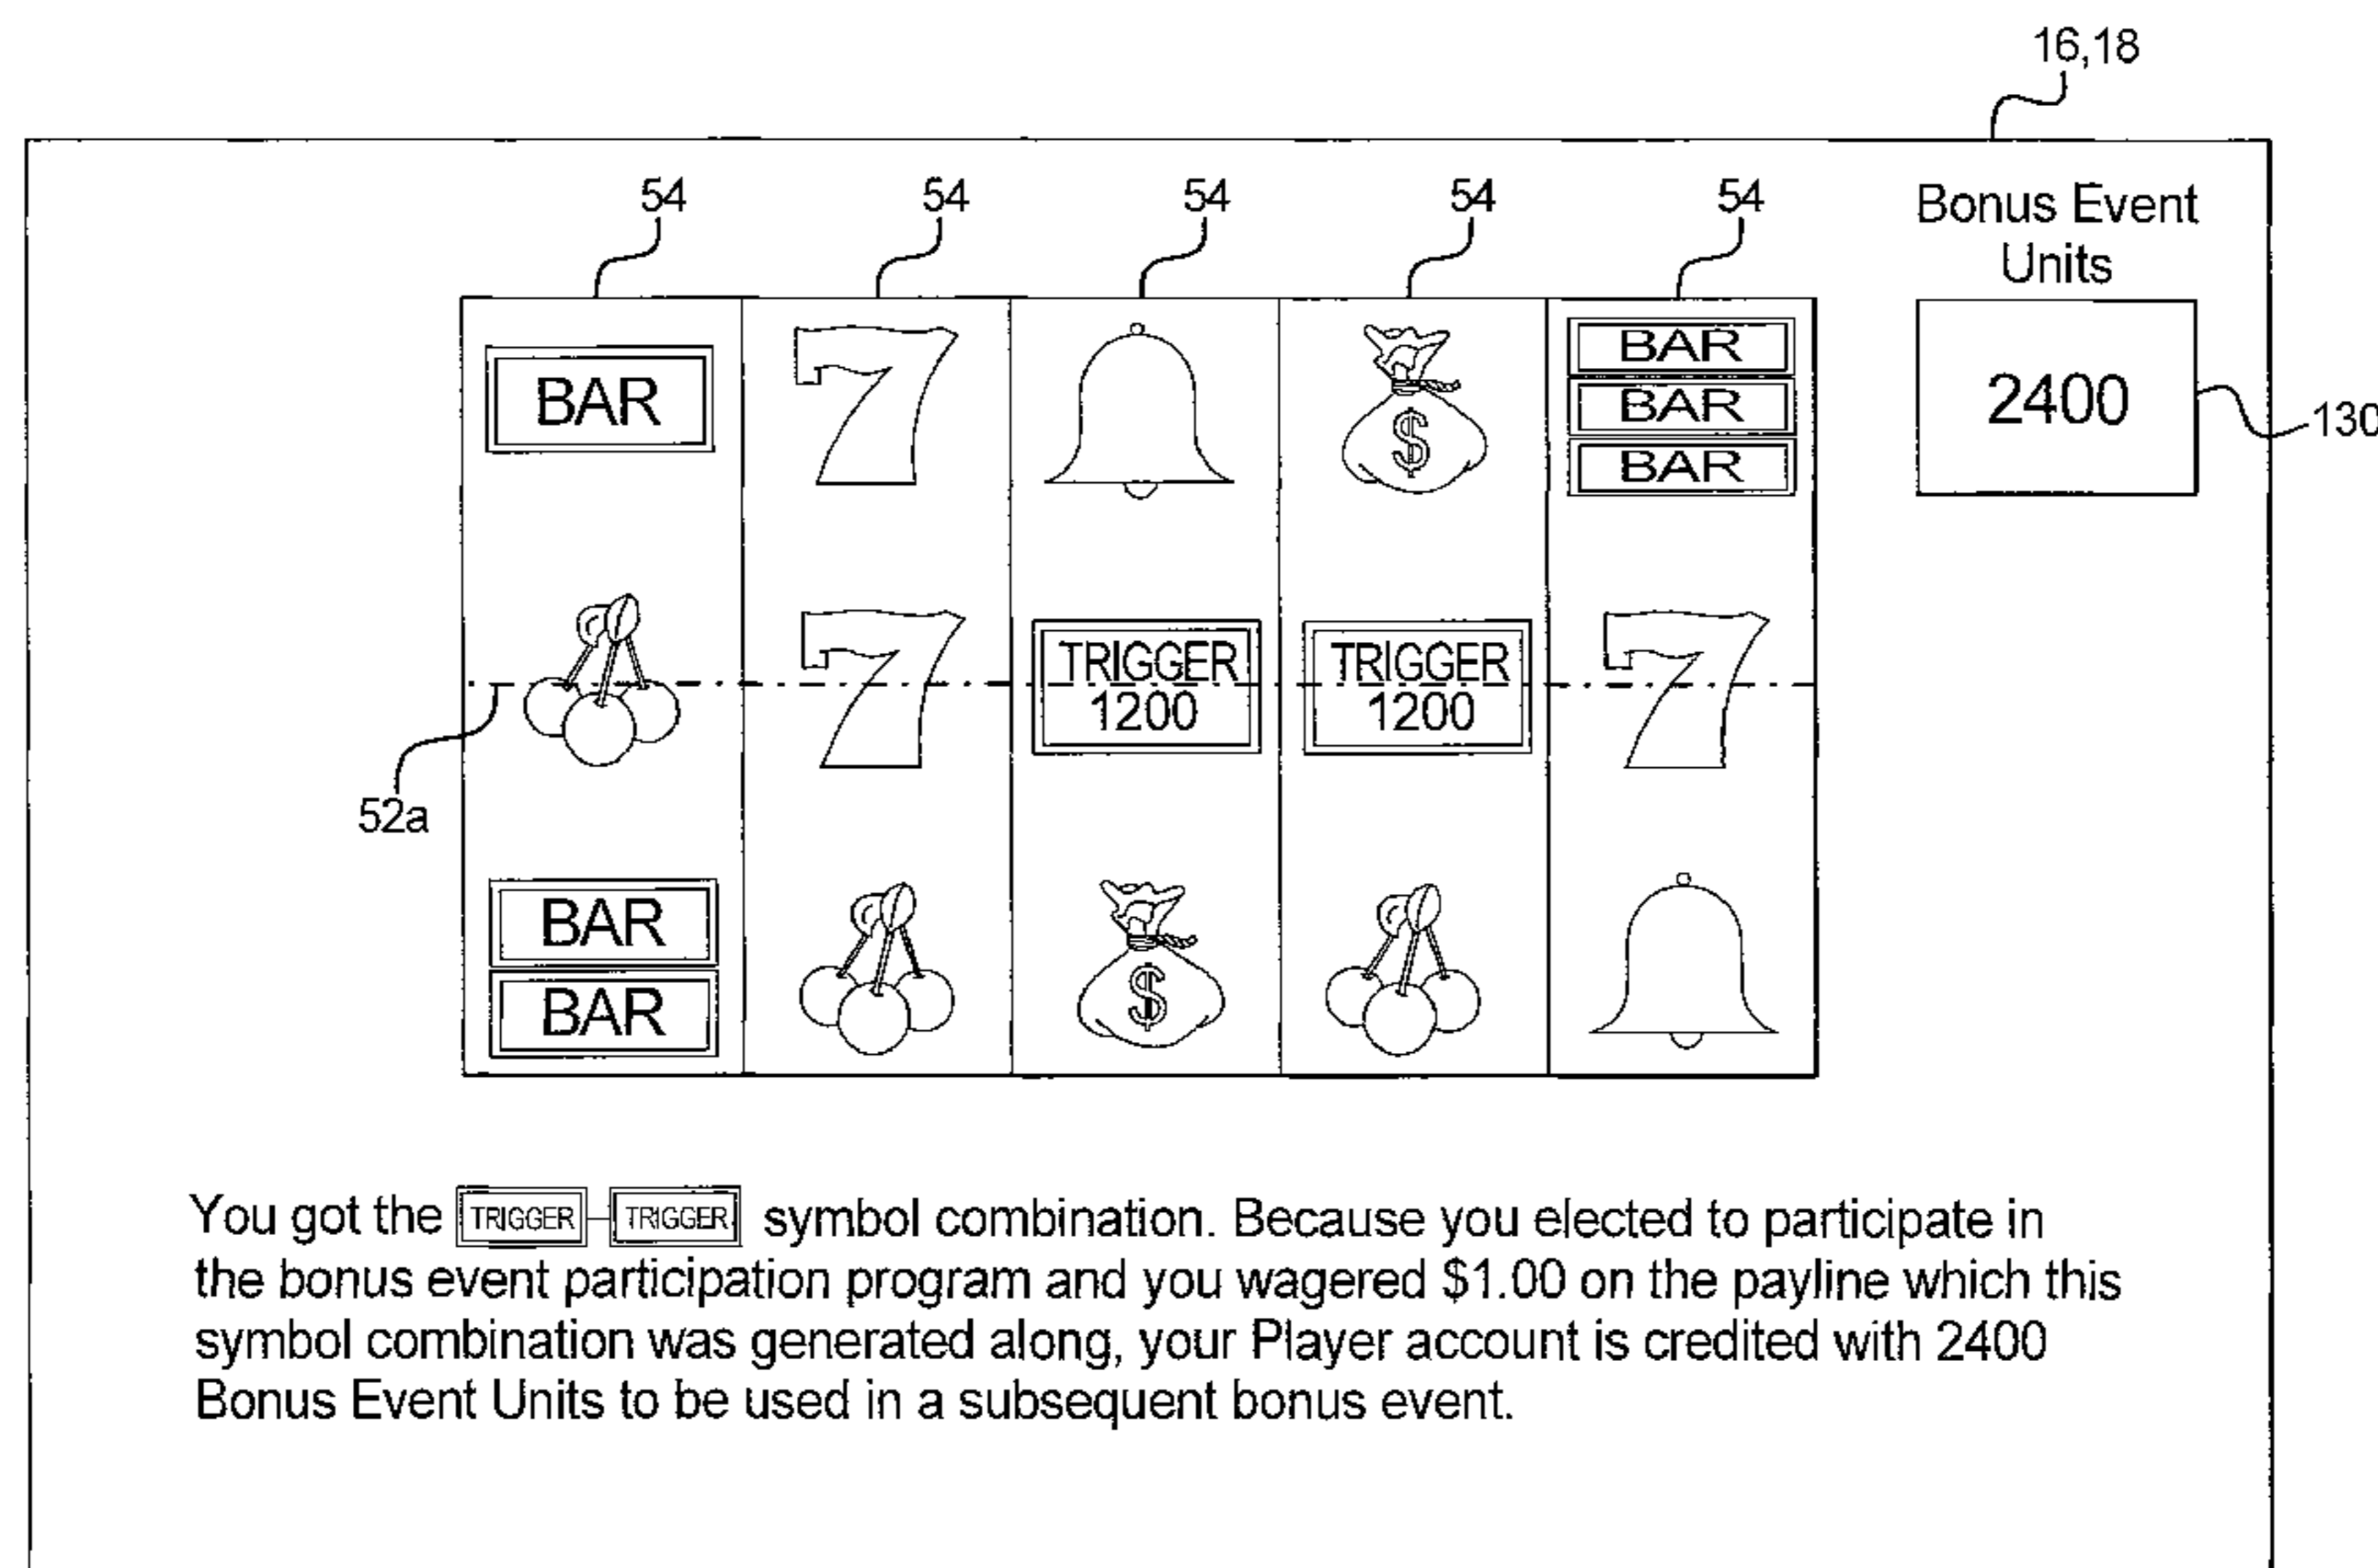 16,18
54 54 54 54 54
Bonus Event
Units
BAR
BAR
BAR
BAR
$
2400
130
TRIGGER
1200
TRIGGER
1200
52a
BAR
BAR
$
You got the TRIGGER - TRIGGER symbol combination. Because you elected to participate in
the bonus event participation program and you wagered $1.00 on the payline which this
symbol combination was generated along, your Player account is credited with 2400
Bonus Event Units to be used in a subsequent bonus event.